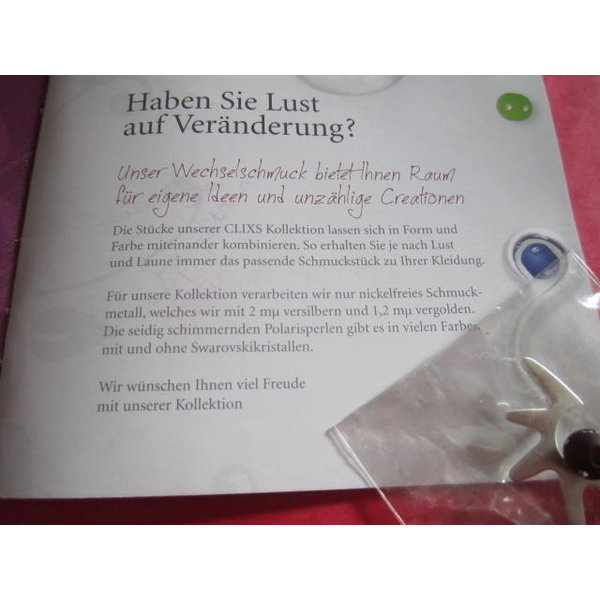 Haben Sie Lust
auf Veränderung?
Unser Wechselschmuck bietet Ihnen Raum
für eigene Ideen und unzählige Creationen
Die Stücke unserer CLIXS Kollektion lassen sich in Form und
Farbe miteinander kombinieren. So erhalten Sie je nach Lust
und Laune immer das passende Schmuckstück zu Ihrer Kleidung.
Für unsere Kollektion verarbeiten wir nur nickelfreies Schmuck-
metall, welches wir mit 2 mµ versilbern und 1,2 mµ vergolden.
Die seidig schimmernden Polarisperlen gibt es in vielen Farben
mit und ohne Swarovskikristallen.
Wir wünschen Ihnen viel Freude
mit unserer Kollektion